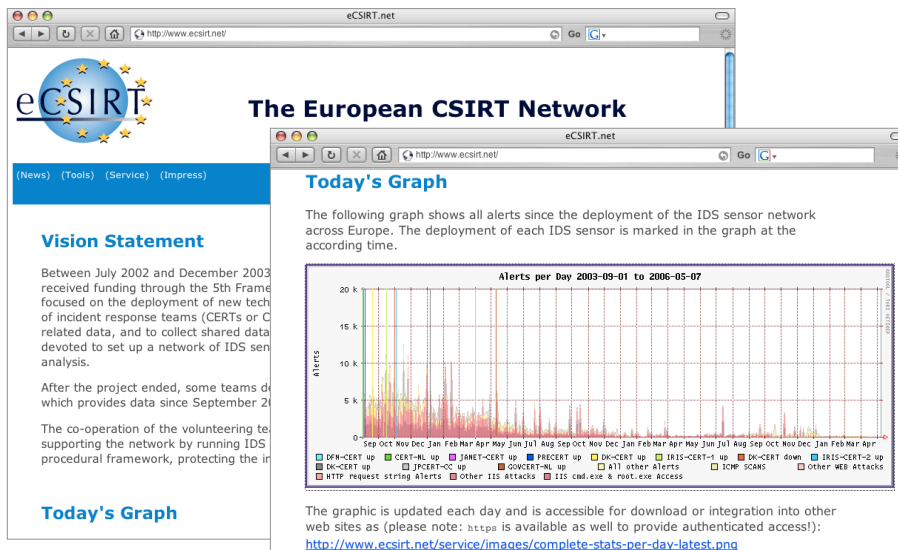 eCSIRT.net
http://www.ecsirt.net/
Go
G
eCSIRT
The European CSIRT Network
(News) (Tools) (Service) (Impress)
Vision Statement
Between July 2002 and December 2003
received funding through the 5th Frame
focused on the deployment of new tech
of incident response teams (CERTs or C
related data, and to collect shared data
devoted to set up a network of IDS sen
analysis.
After the project ended, some teams de
which provides data since September 2
The co-operation of the volunteering tea
supporting the network by running IDS
procedural framework, protecting the in
Today's Graph
eCSIRT.net
http://www.ecsirt.net/
Go
G
Today's Graph
The following graph shows all alerts since the deployment of the IDS sensor network
across Europe. The deployment of each IDS sensor is marked in the graph at the
according time.
Alerts per Day 2003-09-01 to 2006-05-07
RRDTOOL / TOBI OETIKER
Alerts
20 k
15 k
10 k
5 k
0
Sep Oct Nov Dec Jan Feb Mar Apr May Jun Jul Aug Sep Oct Nov Dec Jan Feb Mar Apr May Jun Jul Aug Sep Oct Nov Dec Jan Feb Mar Apr
DFN-CERT up CERT-NL up JANET-CERT up PRECERT up DK-CERT up IRIS-CERT-1 up DK-CERT down IRIS-CERT-2 up
DK-CERT up JPCERT-CC up GOVCERT-NL up All other Alerts ICMP SCANS Other WEB Attacks
HTTP request string Alerts Other IIS Attacks IIS cmd.exe & root.exe Access
The graphic is updated each day and is accessible for download or integration into other
web sites as (please note: https is available as well to provide authenticated access!):
http://www.ecsirt.net/service/images/complete-stats-per-day-latest.png